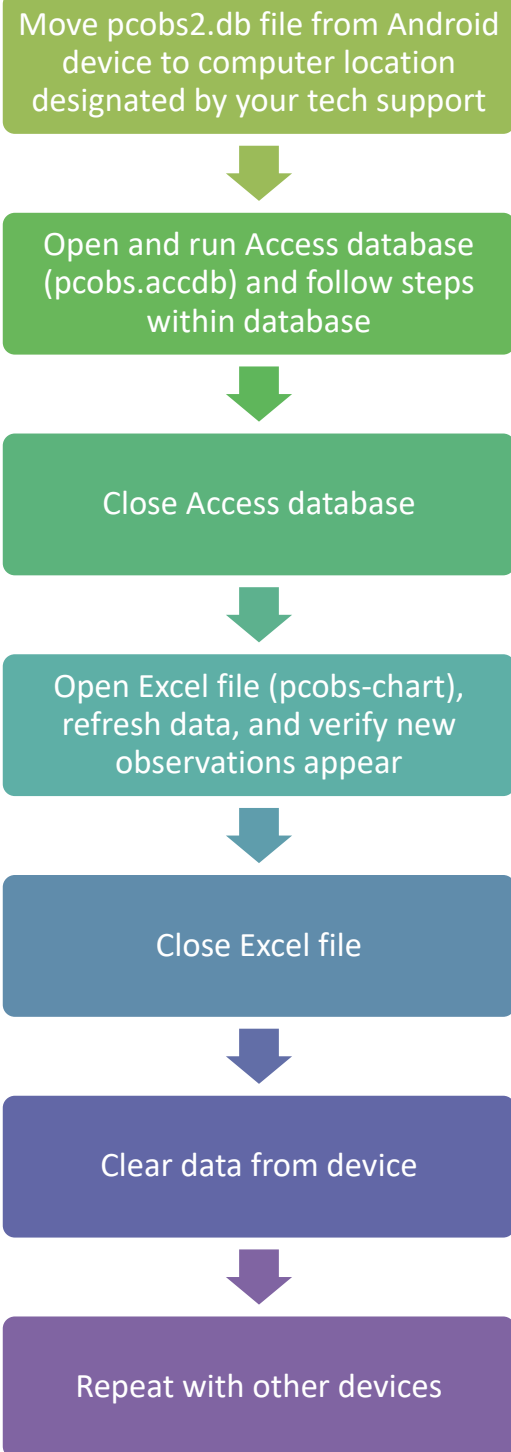 Move pcobs2.db file from Android
device to computer location
designated by your tech support
Open and run Access database
(pcobs.accdb) and follow steps
within database
Close Access database
Open Excel file (pcobs-chart),
refresh data, and verify new
observations appear
Close Excel file
Clear data from device
Repeat with other devices